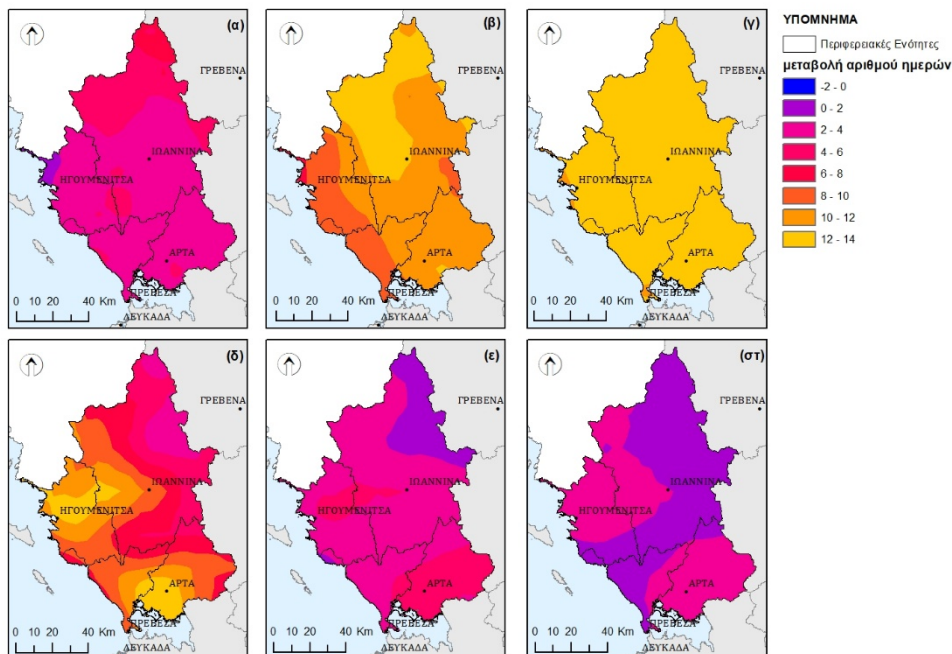 (α)
ΓΡΕΒΕΝΑ
ΙΩΑΝΝΙΝΑ
ΗΓΟΥΜΕΝΙΤΣΑ
ΑΡΤΑ
ΠΡΕΒΕΖΑ
ΛΕΥΚΑΔΑ
0 10 20 40 Km
(β)
ΓΡΕΒΕΝΑ
ΙΩΑΝΝΙΝΑ
ΗΓΟΥΜΕΝΙΤΣΑ
ΑΡΤΑ
ΠΡΕΒΕΖΑ
ΛΕΥΚΑΔΑ
0 10 20 40 Km
(γ)
ΓΡΕΒΕΝΑ
ΙΩΑΝΝΙΝΑ
ΗΓΟΥΜΕΝΙΤΣΑ
ΑΡΤΑ
ΠΡΕΒΕΖΑ
ΛΕΥΚΑΔΑ
0 10 20 40 Km
ΥΠΟΜΝΗΜΑ
Περιφερειακές Ενότητες
μεταβολή αριθμού ημερών
-2 - 0
0 - 2
2 - 4
4 - 6
6 - 8
8 - 10
10 - 12
12 - 14
(δ)
ΓΡΕΒΕΝΑ
ΙΩΑΝΝΙΝΑ
ΗΓΟΥΜΕΝΙΤΣΑ
ΑΡΤΑ
ΠΡΕΒΕΖΑ
ΛΕΥΚΑΔΑ
0 10 20 40 Km
(ε)
ΓΡΕΒΕΝΑ
ΙΩΑΝΝΙΝΑ
ΗΓΟΥΜΕΝΙΤΣΑ
ΑΡΤΑ
ΠΡΕΒΕΖΑ
ΛΕΥΚΑΔΑ
0 10 20 40 Km
(στ)
ΓΡΕΒΕΝΑ
ΙΩΑΝΝΙΝΑ
ΗΓΟΥΜΕΝΙΤΣΑ
ΑΡΤΑ
ΠΡΕΒΕΖΑ
ΛΕΥΚΑΔΑ
0 10 20 40 Km